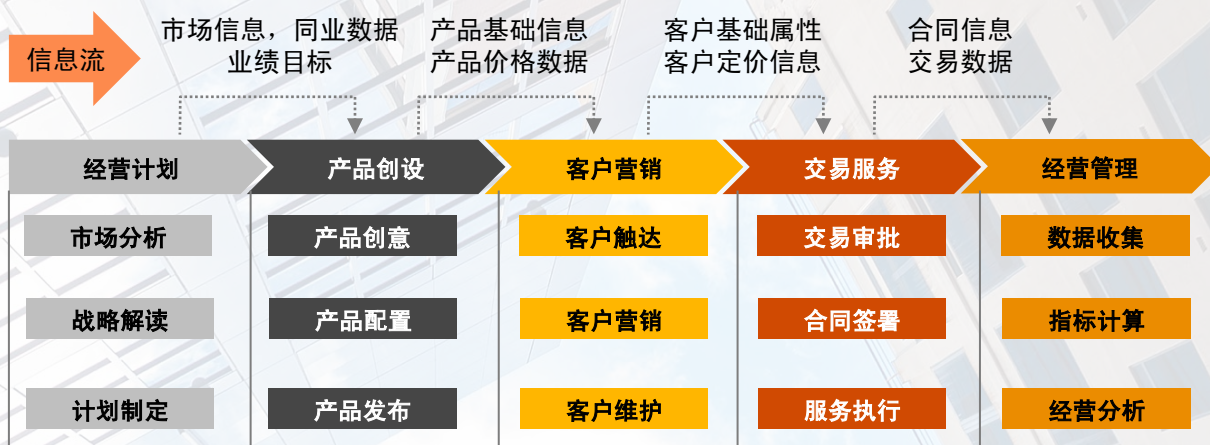 信息流
市场信息，同业数据
业绩目标
产品基础信息
产品价格数据
客户基础属性
客户定价信息
合同信息
交易数据
经营计划
产品创设
客户营销
交易服务
经营管理
市场分析
产品创意
客户触达
交易审批
数据收集
战略解读
产品配置
客户营销
合同签署
指标计算
计划制定
产品发布
客户维护
服务执行
经营分析